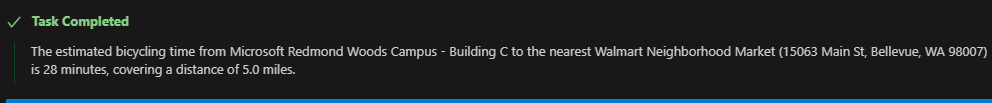 Task Completed
The estimated bicycling time from Microsoft Redmond Woods Campus - Building C to the nearest Walmart Neighborhood Market (15063 Main St, Bellevue, WA 98007)
is 28 minutes, covering a distance of 5.0 miles.